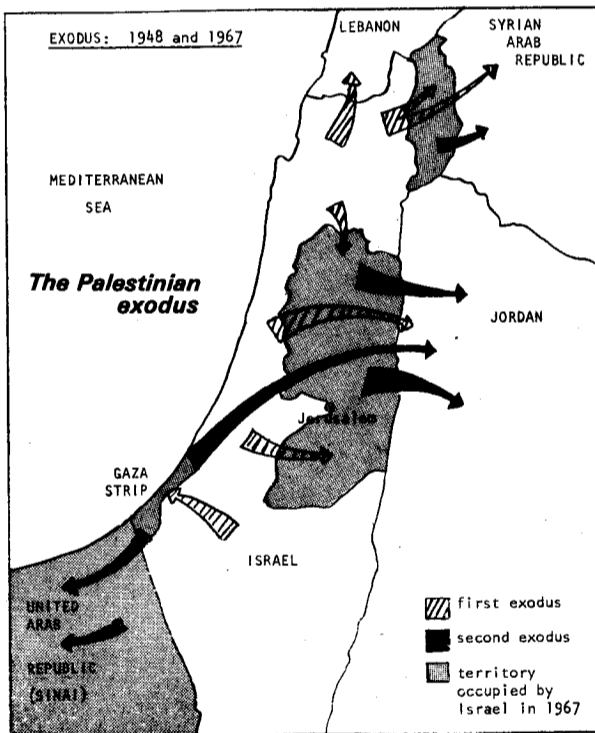 EXODUS: 1948 and 1967
LEBANON
SYRIAN
ARAB
REPUBLIC
MEDITERRANEAN
SEA
The Palestinian
exodus
JORDAN
Jerusalem
GAZA
STRIP
ISRAEL
UNITED
ARAB
REPUBLIC
(SINAI)
first exodus
second exodus
territory
occupied by
Israel in 1967